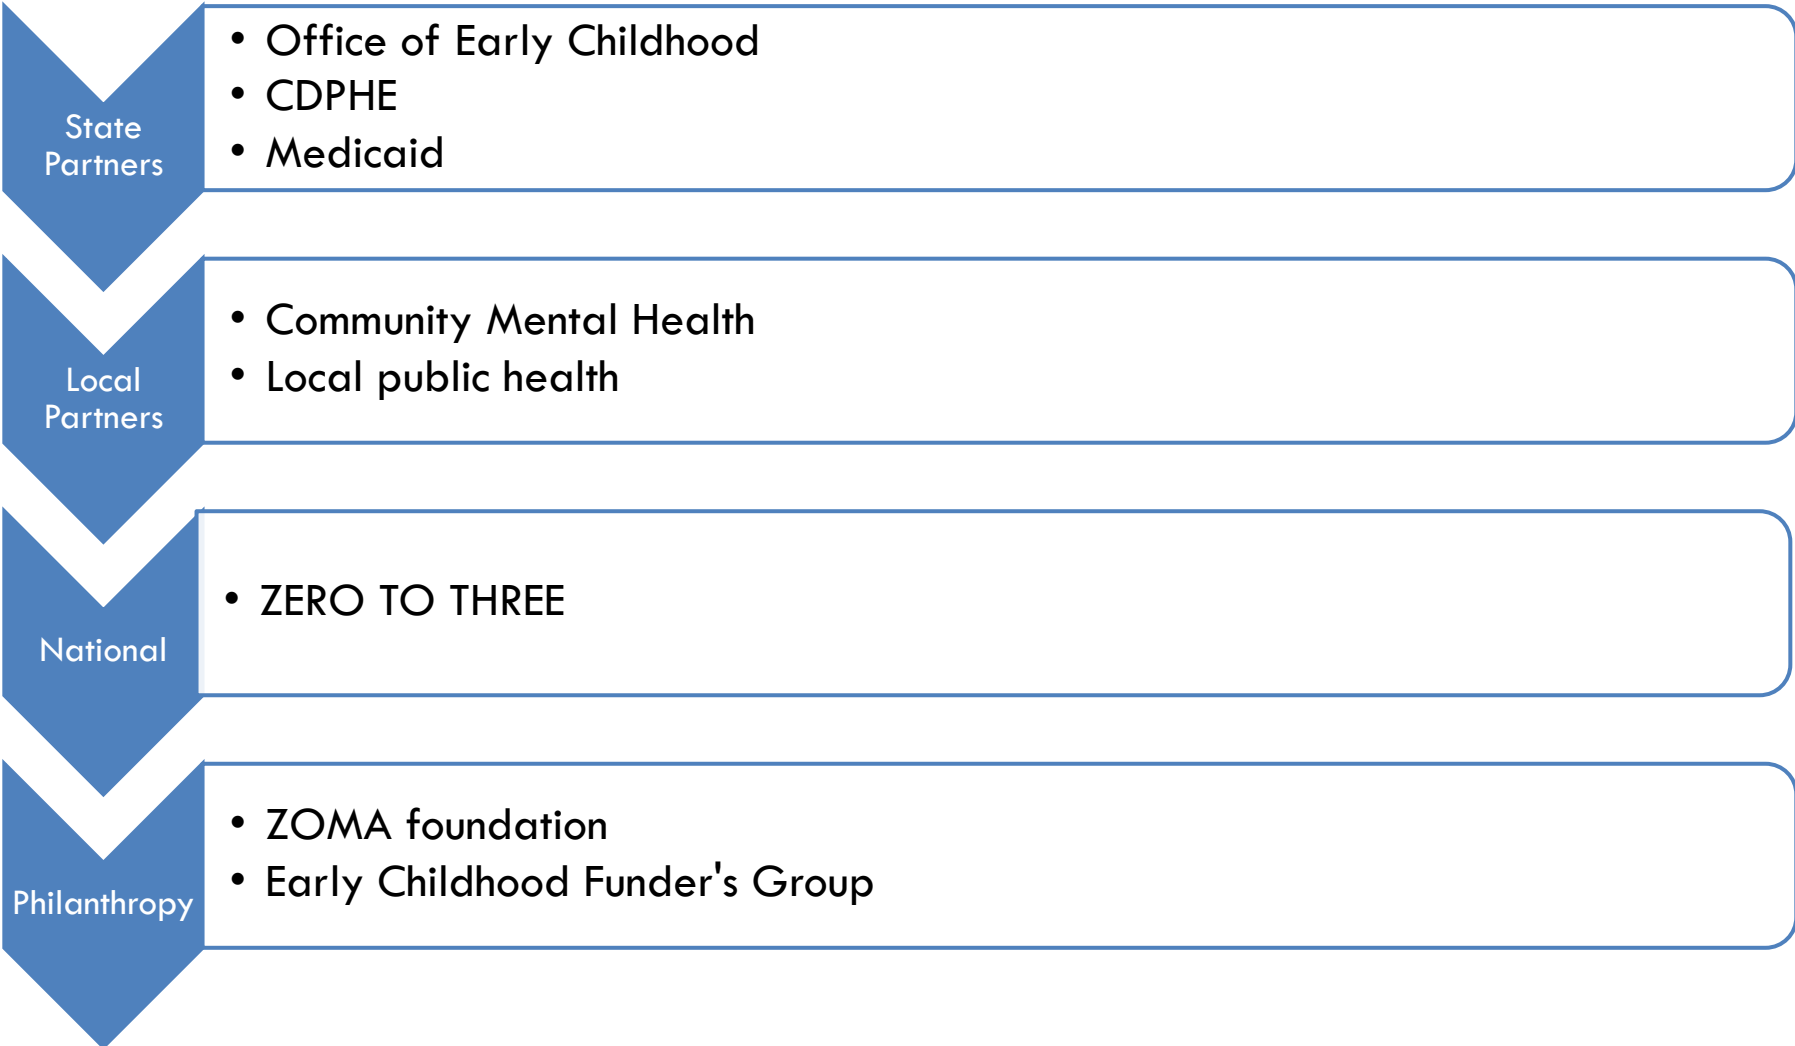 State
Partners
• Office of Early Childhood
• CDPHE
• Medicaid
Local
Partners
• Community Mental Health
• Local public health
National
• ZERO TO THREE
Philanthropy
• ZOMA foundation
• Early Childhood Funder's Group